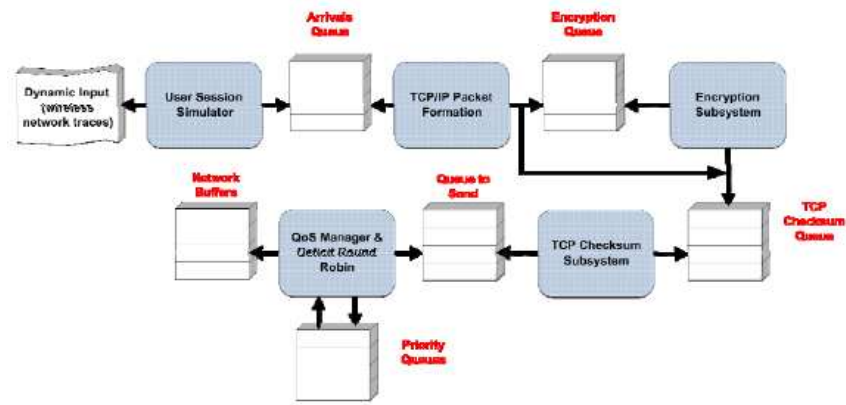 Arrivals
Queue
Encryption
Queue
Dynamic Input
(wireless
network traces)
User Session
Simulator
TCP/IP Packet
Formation
Encryption
Subsystem
Network
Buffers
Queue to
Send
TCP
Checksum
Queue
QoS Manager &
Deficit Round
Robin
TCP Checksum
Subsystem
Priority
Queues